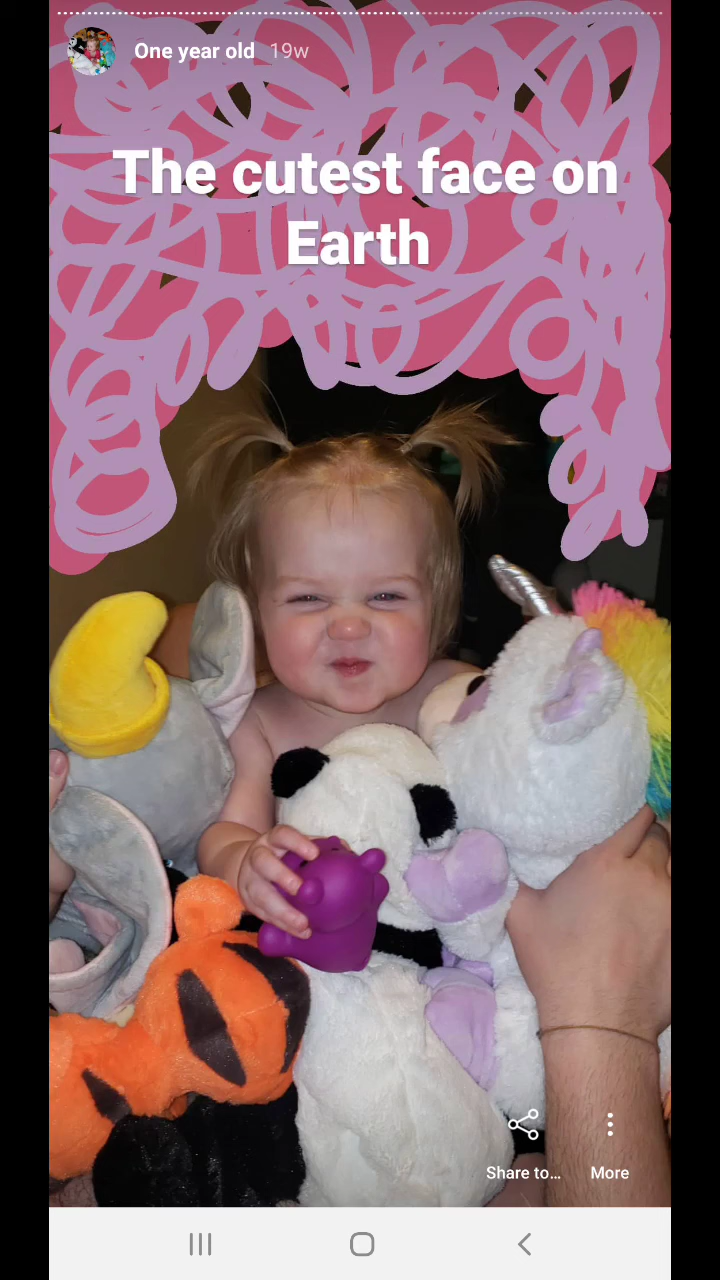 One year old 19w
The cutest face on
Earth
Share to...
More